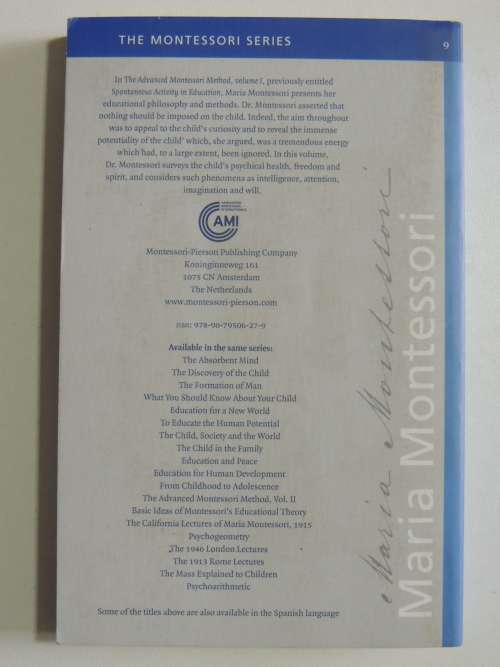 THE MONTESSORI SERIES
9
In The Advanced Montessori Method, volume I, previously entitled
Spontaneous Activity in Education, Maria Montessori presents her
educational philosophy and methods. Dr. Montessori asserted that
nothing should be imposed on the child. Indeed, the aim throughout
was to appeal to the child's curiosity and to reveal the immense
potentiality of the child' which, she argued, was a tremendous energy
which had, to a large extent, been ignored. In this volume,
Dr. Montessori surveys the child's psychical health, freedom and
spirit, and considers such phenomena as intelligence, attention,
imagination and will.
ASSOCIATION
MONTESSORI
INTERNATIONALE
AMI
Montessori-Pierson Publishing Company
Koninginneweg 161
1075 CN Amsterdam
The Netherlands
www.montessori-pierson.com
ISBN: 978-90-79506-27-9
Available in the same series:
The Absorbent Mind
The Discovery of the Child
The Formation of Man
What You Should Know About Your Child
Education for a New World
To Educate the Human Potential
The Child, Society and the World
The Child in the Family
Education and Peace
Education for Human Development
From Childhood to Adolescence
The Advanced Montessori Method, Vol. II
Basic Ideas of Montessori's Educational Theory
The California Lectures of Maria Montessori, 1915
Psychogeometry
The 1946 London Lectures
The 1913 Rome Lectures
The Mass Explained to Children
Psychoarithmetic
Some of the titles above are also available in the Spanish language
Maria Montessori
Maria Montessori